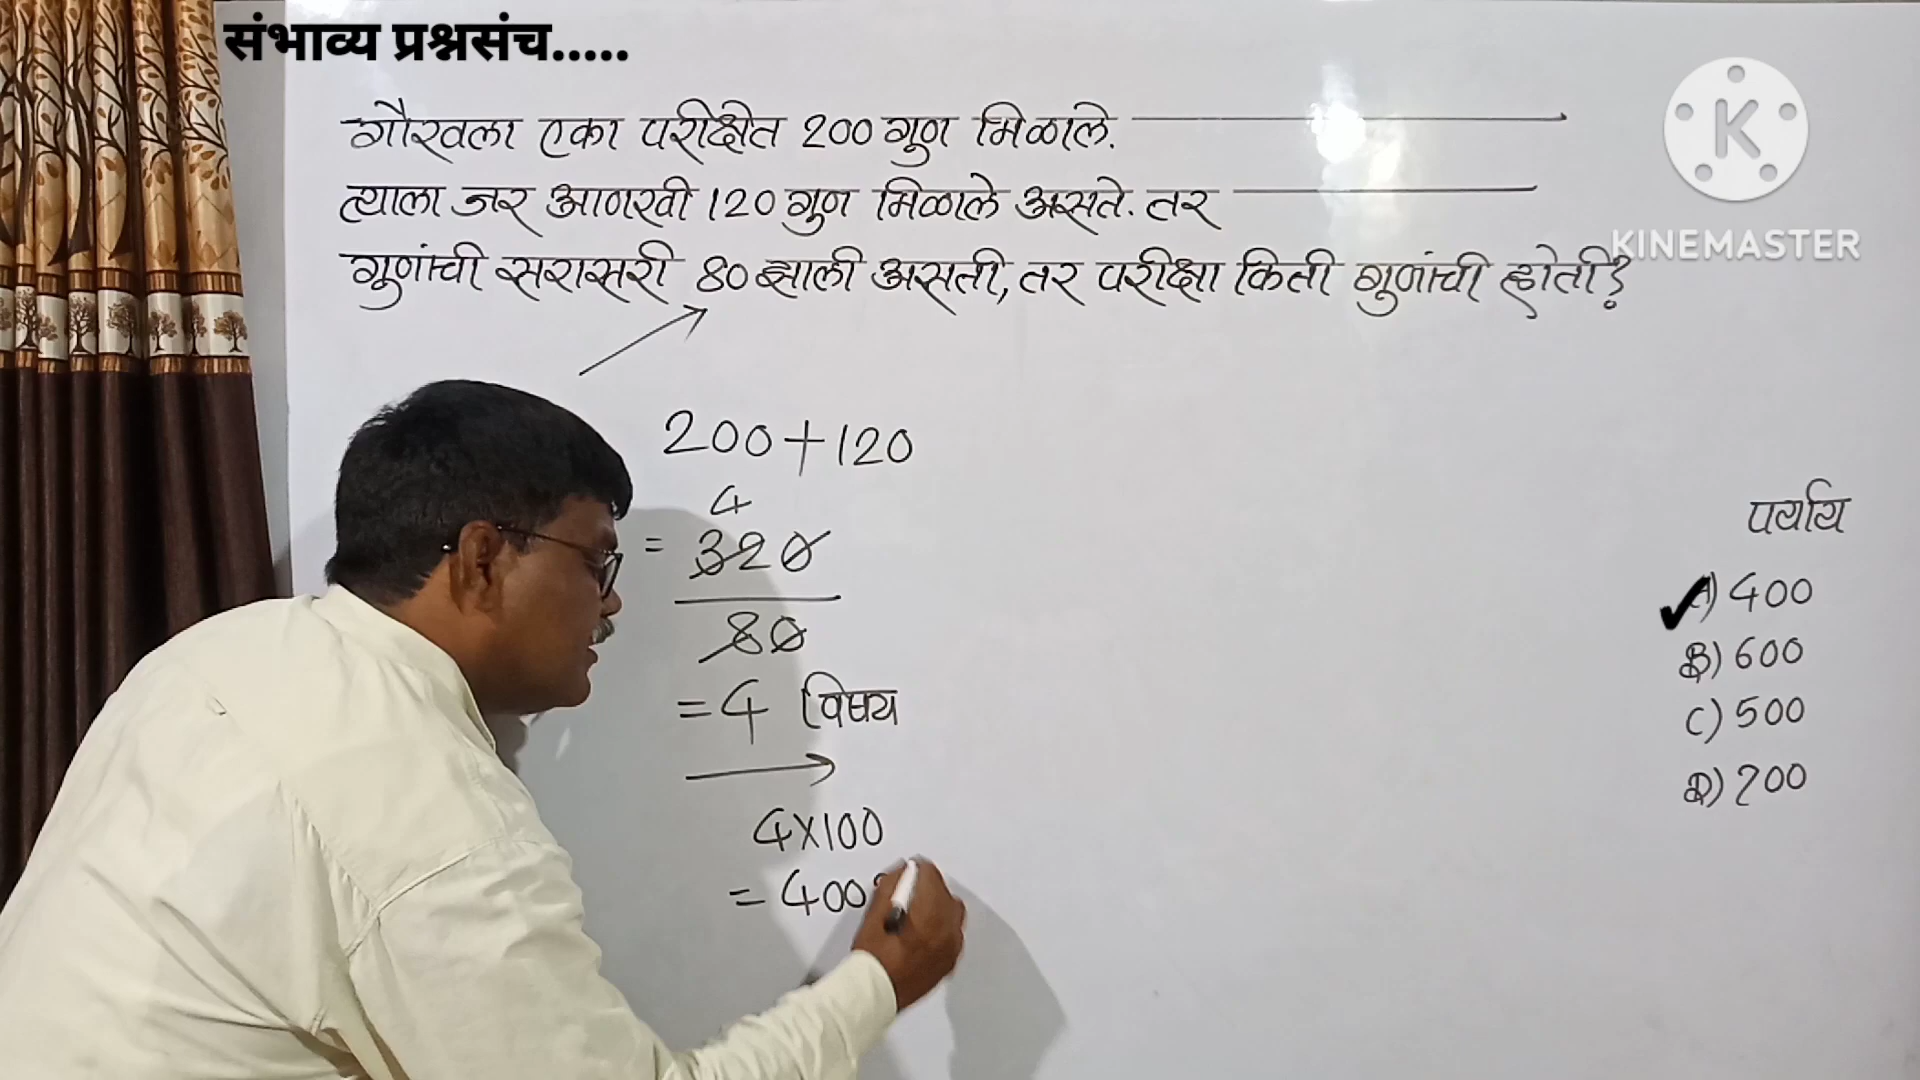 संभाव्य प्रश्नसंच.....
K
KINEMASTER
गौरवला एका परीक्षेत 200 गुण मिळाले.
त्याला जर आणखी 120 गुण मिळाले असते. तर
गुणांची सरासरी 80 झाली असती, तर परीक्षा किती गुणांची होती?
200+120
4
= 320
80
= 4 विषय
4x100
= 400
पर्याय
A) 400
B) 600
C) 500
D) 200